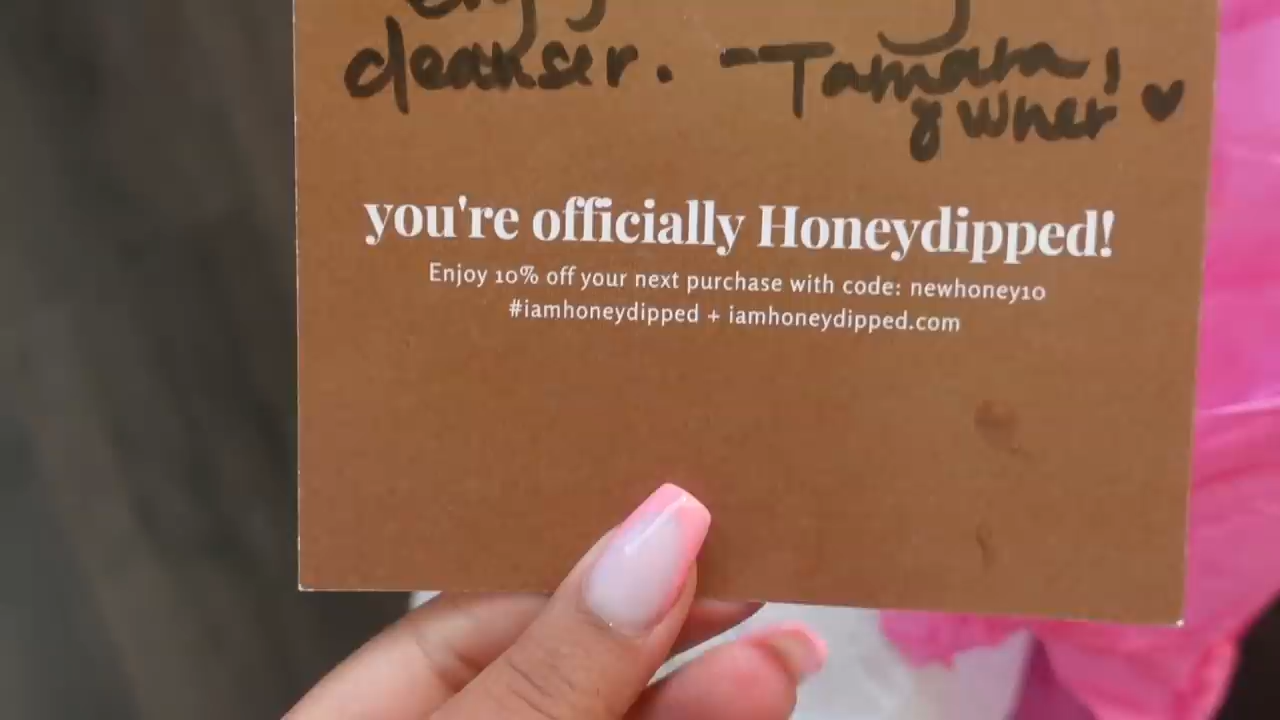 enjoy
cleanser. -Tamara,
owner ♥
you're officially Honeydipped!
Enjoy 10% off your next purchase with code: newhoney10
#iamhoneydipped + iamhoneydipped.com